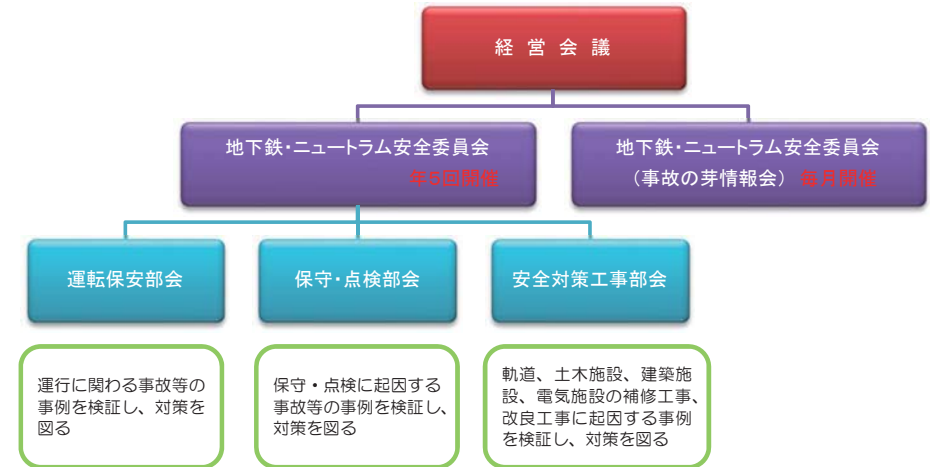 経 営 会 議
地下鉄・ニュートラム安全委員会
年5回開催
地下鉄・ニュートラム安全委員会
(事故の芽情報会) 毎月開催
運転保安部会
保守・点検部会
安全対策工事部会
運行に関わる事故等の
事例を検証し、対策を
図る
保守・点検に起因する
事故等の事例を検証し、
対策を図る
軌道、土木施設、建築施
設、電気施設の補修工事、
改良工事に起因する事例
を検証し、対策を図る